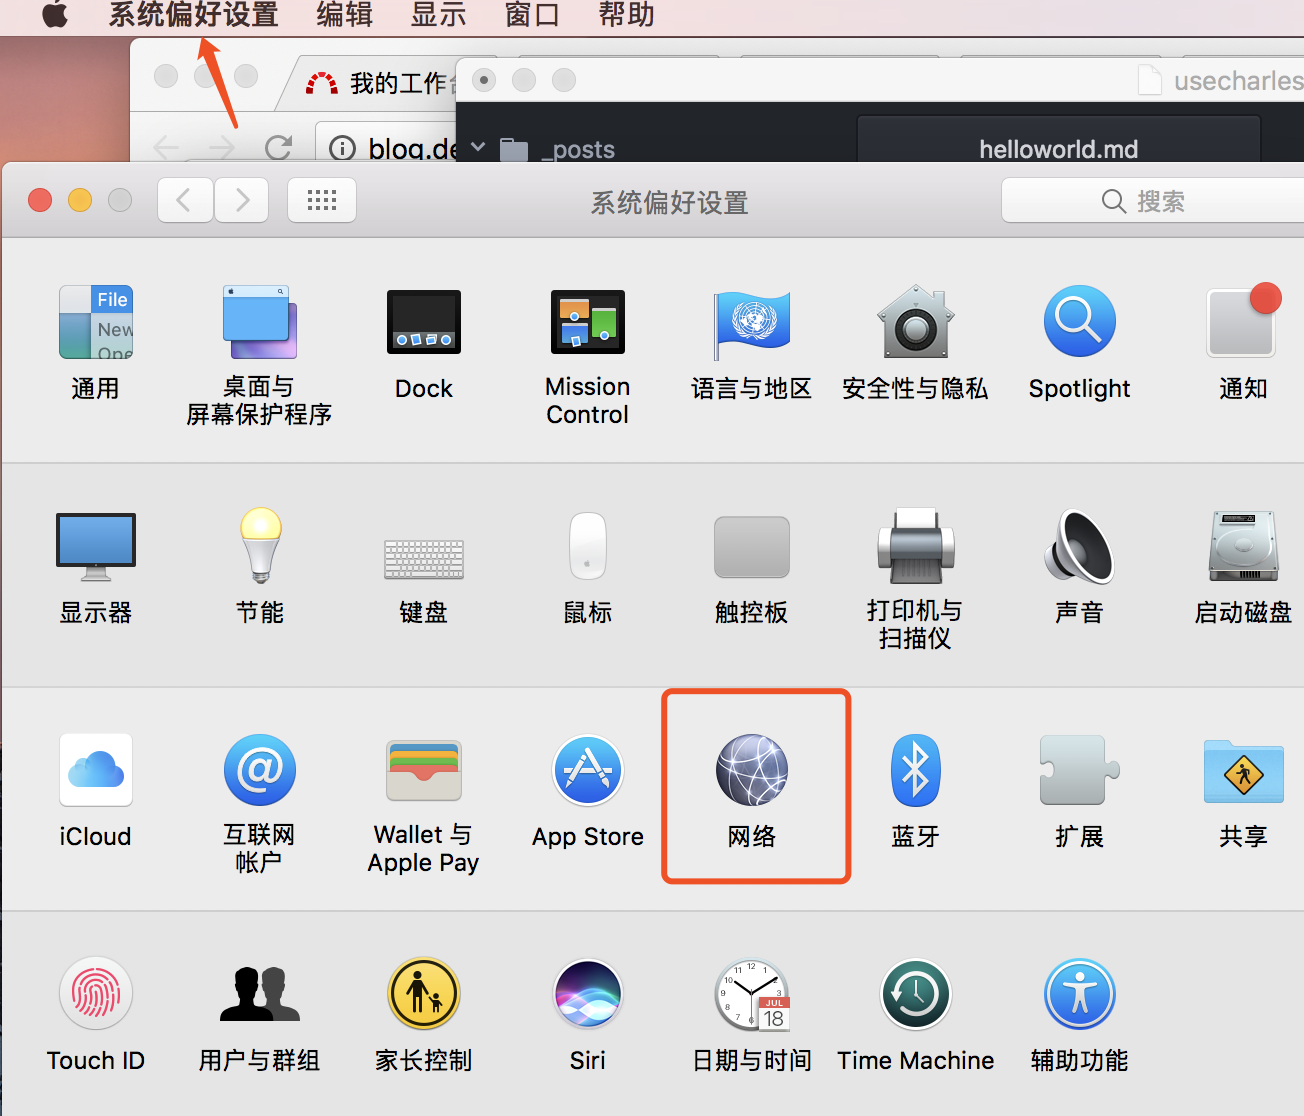 系统偏好设置 编辑 显示 窗口 帮助
我的工作
usecharles
blog.de
_posts
helloworld.md
系统偏好设置
搜索
File
New
Ope
通用
桌面与
屏幕保护程序
Dock
Mission
Control
语言与地区
安全性与隐私
Spotlight
通知
显示器
节能
键盘
鼠标
触控板
打印机与
扫描仪
声音
启动磁盘
iCloud
互联网
帐户
Wallet 与
Apple Pay
App Store
网络
蓝牙
扩展
共享
JUL
18
Touch ID
用户与群组
家长控制
Siri
日期与时间
Time Machine
辅助功能